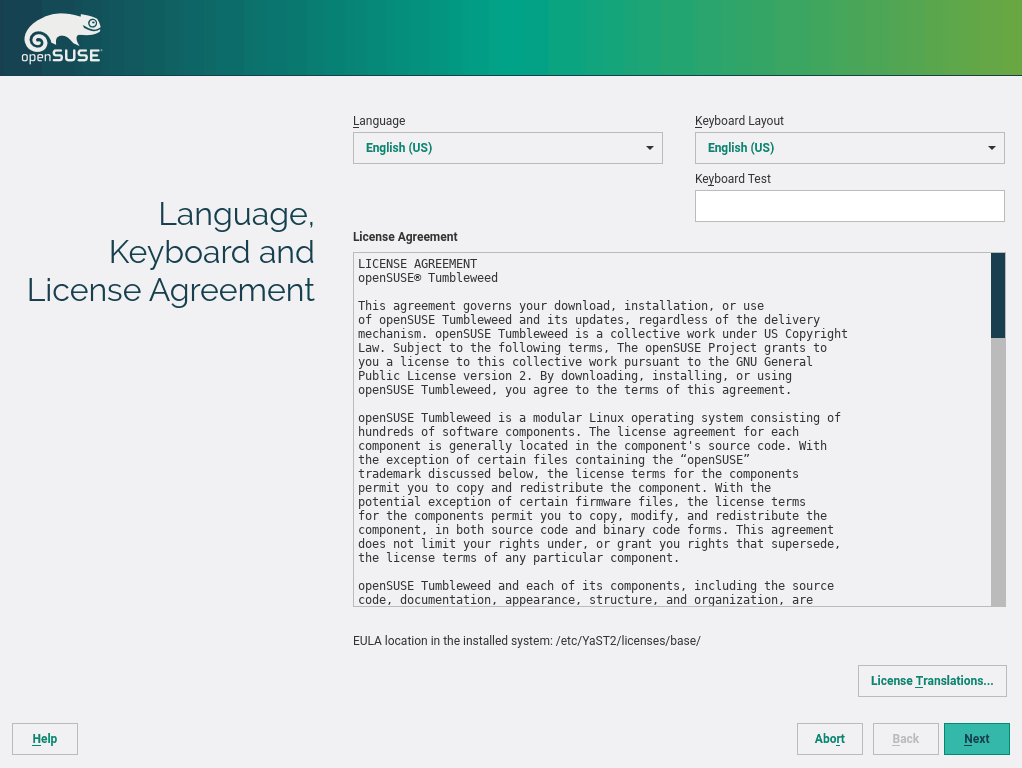 openSUSE
Language, Keyboard and License Agreement
Language
Keyboard Layout
English (US)
English (US)
Keyboard Test
License Agreement
LICENSE AGREEMENT
openSUSE® Tumbleweed
This agreement governs your download, installation, or use
of openSUSE Tumbleweed and its updates, regardless of the delivery
mechanism. openSUSE Tumbleweed is a collective work under US Copyright
Law. Subject to the following terms, The openSUSE Project grants to
you a license to this collective work pursuant to the GNU General
Public License version 2. By downloading, installing, or using
openSUSE Tumbleweed, you agree to the terms of this agreement.
openSUSE Tumbleweed is a modular Linux operating system consisting of
hundreds of software components. The license agreement for each
component is generally located in the component's source code. With
the exception of certain files containing the “openSUSE”
trademark discussed below, the license terms for the components
permit you to copy and redistribute the component. With the
potential exception of certain firmware files, the license terms
for the components permit you to copy, modify, and redistribute the
component, in both source code and binary code forms. This agreement
does not limit your rights under, or grant you rights that supersede,
the license terms of any particular component.
openSUSE Tumbleweed and each of its components, including the source
code, documentation, appearance, structure, and organization, are
EULA location in the installed system: /etc/YaST2/licenses/base/
License Translations...
Help
Abort
Back
Next